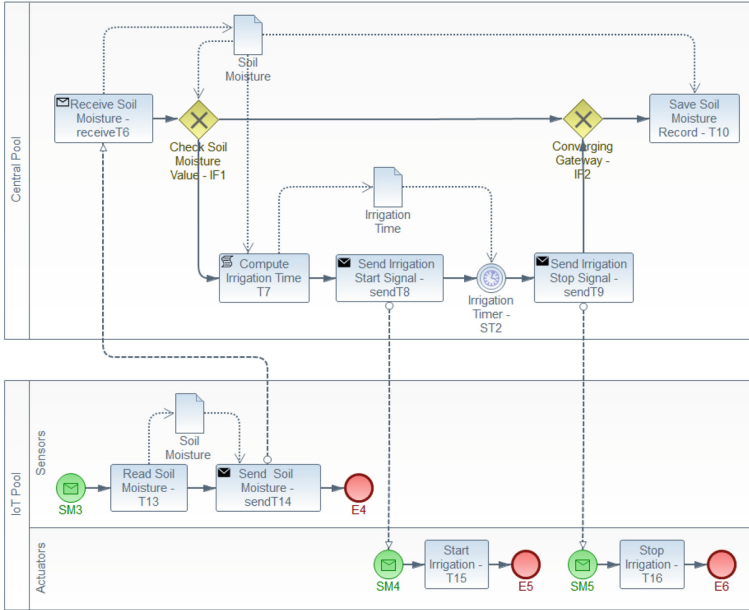 Central Pool
Soil
Moisture
Receive Soil
Moisture -
receiveT6
Check Soil
Moisture
Value - IF1
Converging
Gateway - IF2
Save Soil
Moisture
Record - T10
Irrigation
Time
Compute
Irrigation Time
T7
Send Irrigation
Start Signal -
sendT8
Irrigation
Timer -
ST2
Send Irrigation
Stop Signal -
sendT9
IoT Pool
Sensors
Soil
Moisture
SM3
Read Soil
Moisture -
T13
Send Soil
Moisture -
sendT14
E4
Actuators
SM4
Start
Irrigation -
T15
E5
SM5
Stop
Irrigation -
T16
E6